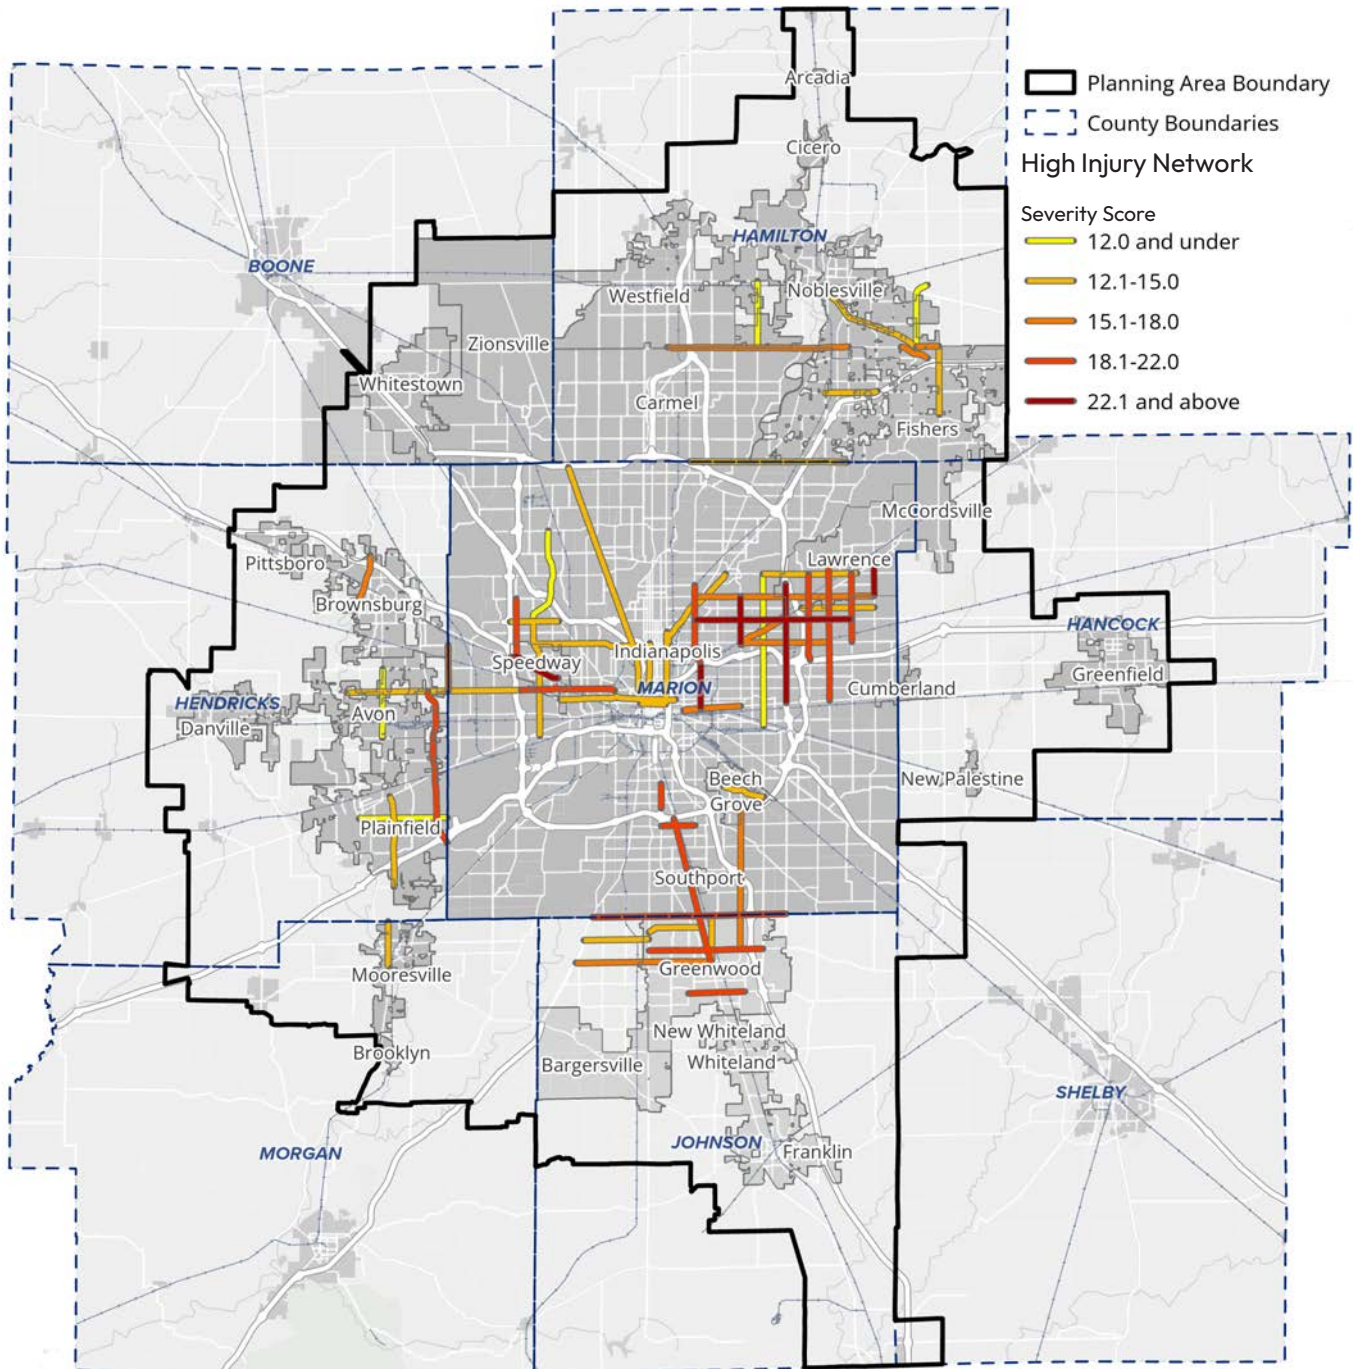 Arcadia
Planning Area Boundary
County Boundaries
Cicero
High Injury Network
Severity Score
12.0 and under
12.1-15.0
15.1-18.0
18.1-22.0
22.1 and above
HAMILTON
BOONE
Westfield
Noblesville
Zionsville
Whitestown
Carmel
Fishers
McCordsville
Pittsboro
Lawrence
Brownsburg
HANCOCK
Indianapolis
Speedway
Greenfield
MARION
Cumberland
HENDRICKS
Avon
Danville
Beech
Grove
New Palestine
Plainfield
Southport
Mooresville
Greenwood
New Whiteland
Brooklyn
Bargersville
Whiteland
SHELBY
MORGAN
JOHNSON
Franklin